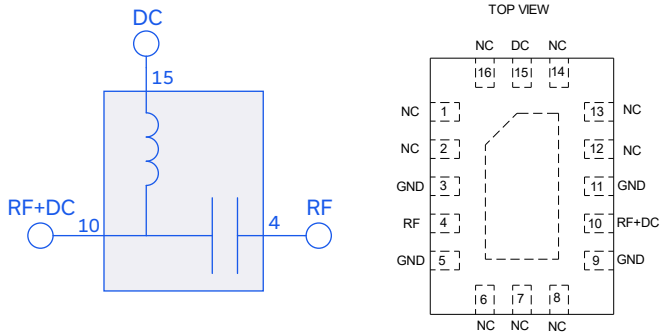 DC
15
RF+DC
10
4
RF
TOP VIEW
NC DC NC
16 15 14
NC 1 13 NC
NC 2 12 NC
GND 3 11 GND
RF 4 10 RF+DC
GND 5 9 GND
6 7 8
NC NC NC